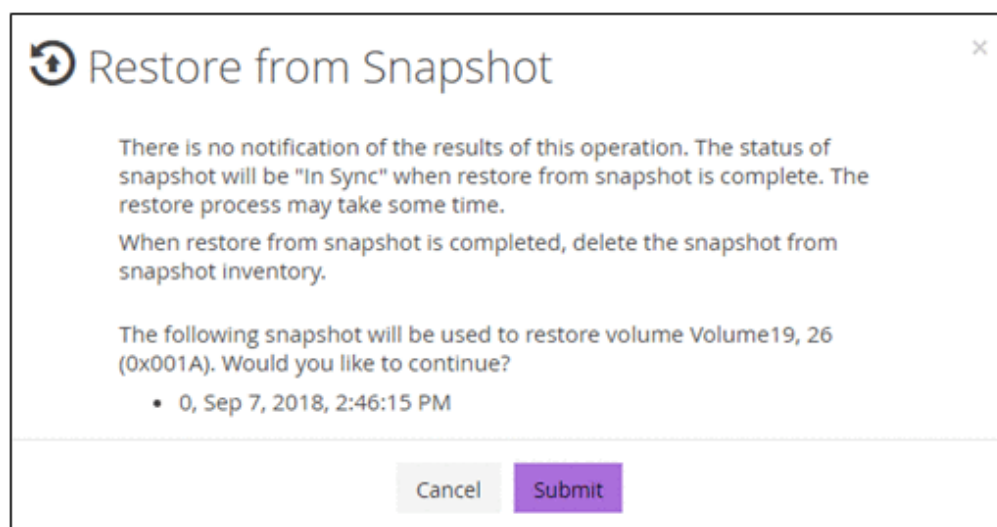 Restore from Snapshot
×
There is no notification of the results of this operation. The status of
snapshot will be "In Sync" when restore from snapshot is complete. The
restore process may take some time.
When restore from snapshot is completed, delete the snapshot from
snapshot inventory.
The following snapshot will be used to restore volume Volume19, 26
(0x001A). Would you like to continue?
• 0, Sep 7, 2018, 2:46:15 PM
Cancel Submit